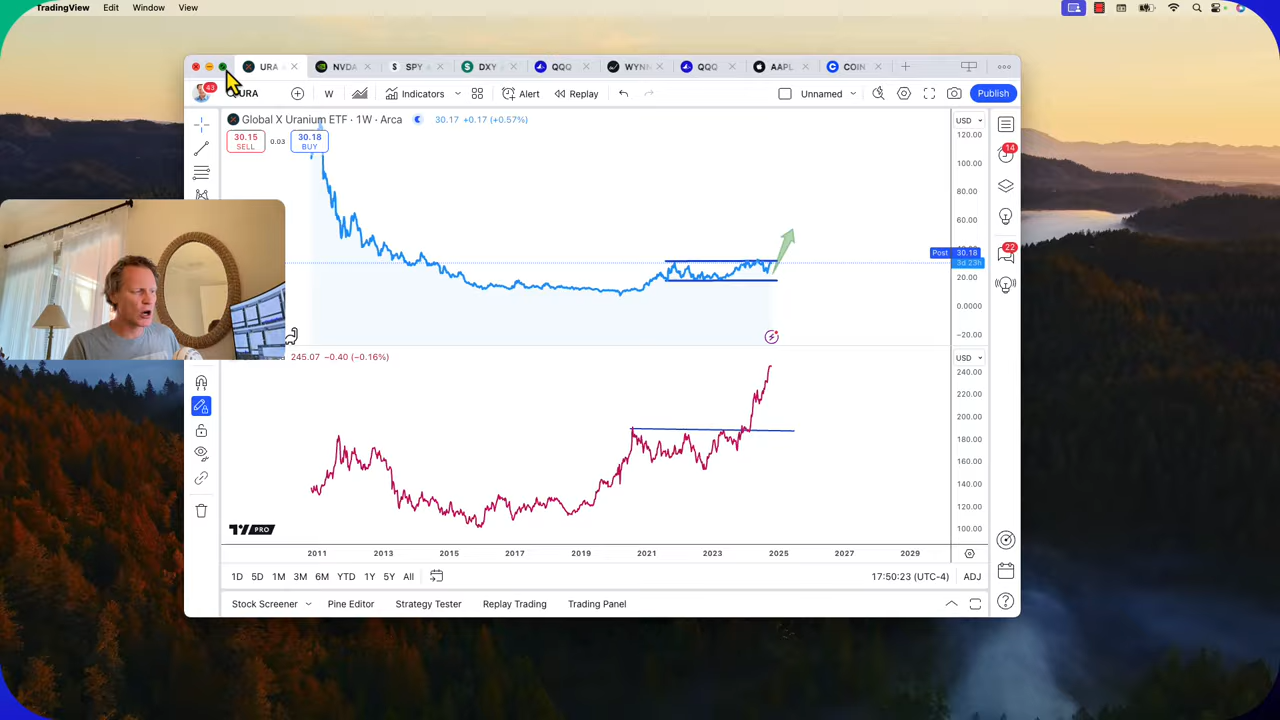 TradingView Edit Window View
URA NVDA SPY DXY QQQ WYNN QQQ AAPL COIN
43 URA W Indicators Alert Replay Unnamed Publish
Global X Uranium ETF · 1W · Arca 30.17 +0.17 (+0.57%) USD
30.15 SELL 0.03 30.18 BUY
120.00
100.00
14
80.00
60.00
22
Post 30.18
3d 23h
20.00
0.0000
−20.00
245.07 −0.40 (−0.16%) USD
240.00
220.00
200.00
180.00
160.00
140.00
120.00
100.00
PRO
2011 2013 2015 2017 2019 2021 2023 2025 2027 2029
1D 5D 1M 3M 6M YTD 1Y 5Y All 17:50:23 (UTC-4) ADJ
Stock Screener Pine Editor Strategy Tester Replay Trading Trading Panel